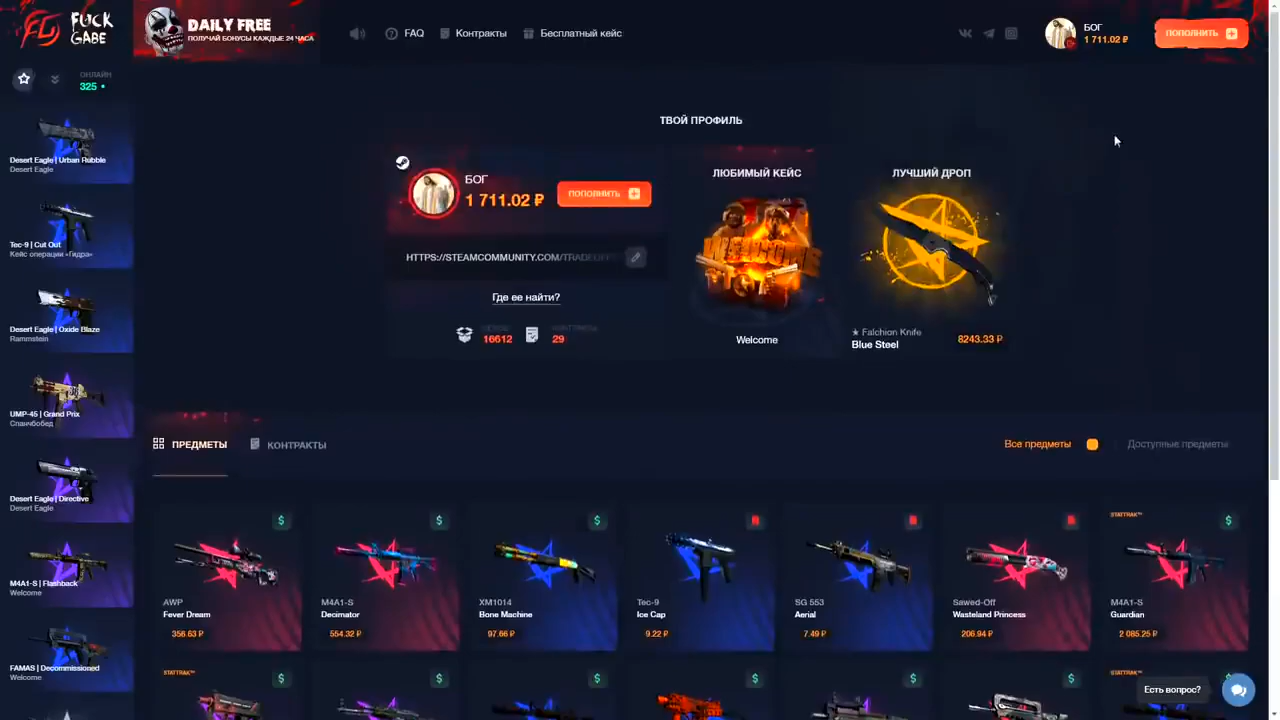 FUCK
GABE
DAILY FREE
ПОЛУЧАЙ БОНУСЫ КАЖДЫЕ 24 ЧАСА
FAQ
Контракты
Бесплатный кейс
БОГ
1 711.02 ₽
ПОПОЛНИТЬ
ОНЛАЙН
325
Desert Eagle | Urban Rubble
Desert Eagle
Tec-9 | Cut Out
Кейс операции «Гидра»
Desert Eagle | Oxide Blaze
Rammstein
UMP-45 | Grand Prix
Спанчбобед
Desert Eagle | Directive
Desert Eagle
M4A1-S | Flashback
Welcome
FAMAS | Decommissioned
Welcome
ТВОЙ ПРОФИЛЬ
БОГ
1 711.02 ₽
ПОПОЛНИТЬ
HTTPS://STEAMCOMMUNITY.COM/TRADEOFF
Где ее найти?
16612
КОНТРАКТЫ
29
ЛЮБИМЫЙ КЕЙС
WELCOME
Welcome
ЛУЧШИЙ ДРОП
★ Falchion Knife
Blue Steel
8243.33 ₽
ПРЕДМЕТЫ
КОНТРАКТЫ
Все предметы
Доступные предметы
AWP
Fever Dream
356.63 ₽
M4A1-S
Decimator
554.32 ₽
XM1014
Bone Machine
97.66 ₽
Tec-9
Ice Cap
9.22 ₽
SG 553
Aerial
7.49 ₽
Sawed-Off
Wasteland Princess
206.94 ₽
STATTRAK™
M4A1-S
Guardian
2 085.25 ₽
STATTRAK™
STATTRAK™
Есть вопрос?